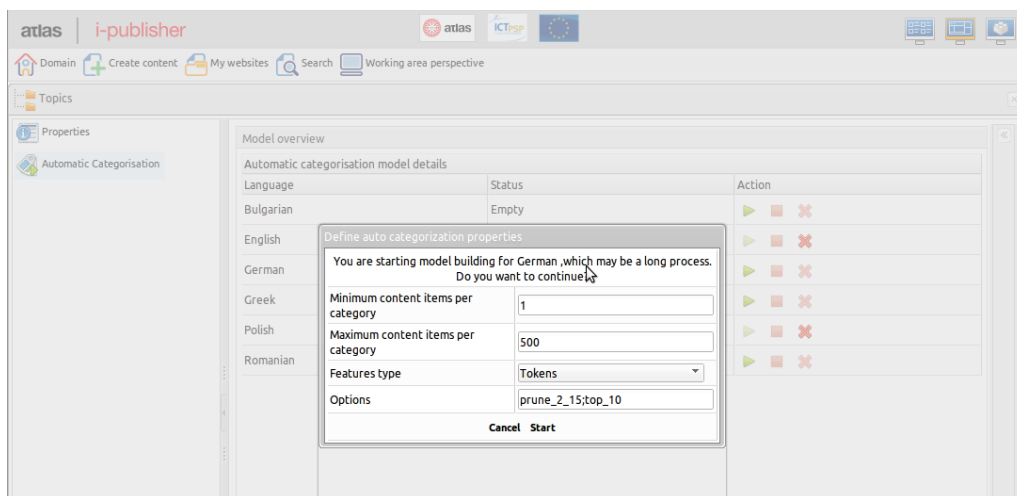 atlas i-publisher atlas ICTPSP
Domain Create content My websites Search Working area perspective
Topics
Properties
Automatic Categorisation
Model overview
Automatic categorisation model details
Language Status Action
Bulgarian Empty
English
German
Greek
Polish
Romanian
Define auto categorization properties
You are starting model building for German ,which may be a long process.
Do you want to continue?
Minimum content items per
category
1
Maximum content items per
category
500
Features type Tokens
Options prune_2_15;top_10
Cancel Start